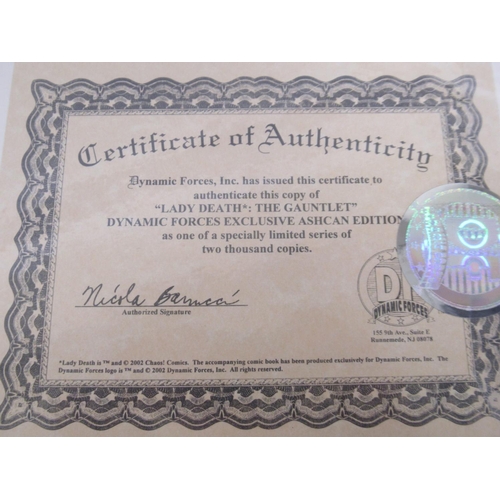 Certificate of Authenticity
Dynamic Forces, Inc. has issued this certificate to
authenticate this copy of
"LADY DEATH*: THE GAUNTLET"
DYNAMIC FORCES EXCLUSIVE ASHCAN EDITION
as one of a specially limited series of
two thousand copies.
Nicola Barrucci
Authorized Signature
DF
DYNAMIC FORCES
155 9th Ave., Suite E
Runnemede, NJ 08078
*Lady Death is ™ and © 2002 Chaos! Comics. The accompanying comic book has been produced exclusively for Dynamic Forces, Inc. The
Dynamic Forces logo is ™ and © 2002 Dynamic Forces, Inc. All rights reserved.